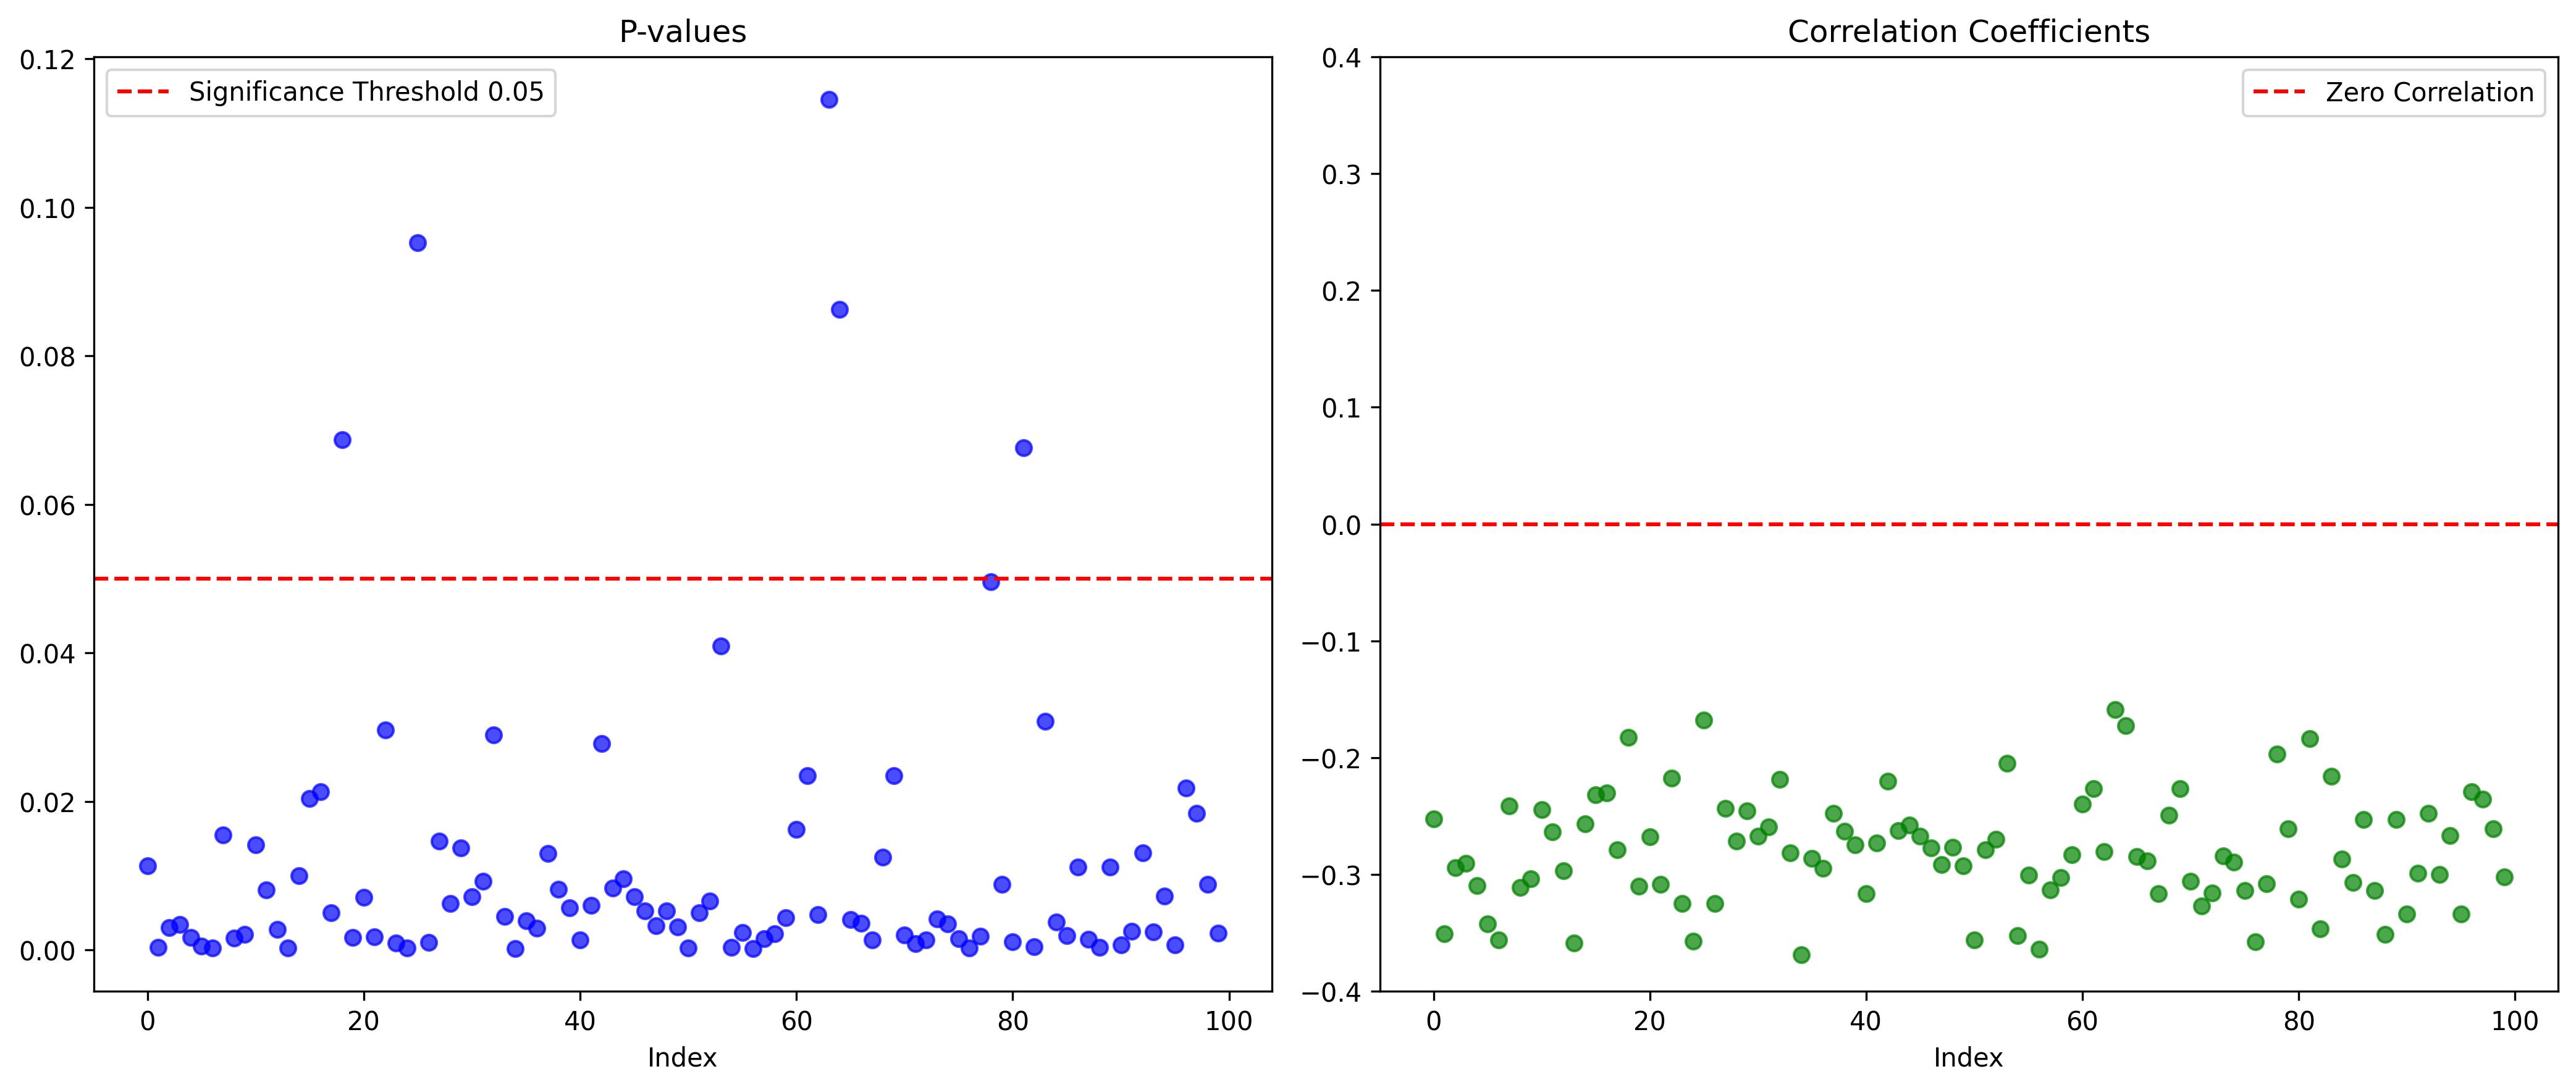 P-values
Significance Threshold 0.05
0.12
0.10
0.08
0.06
0.04
0.02
0.00
0 20 40 60 80 100
Index
Correlation Coefficients
Zero Correlation
0.4
0.3
0.2
0.1
0.0
−0.1
−0.2
−0.3
−0.4
0 20 40 60 80 100
Index